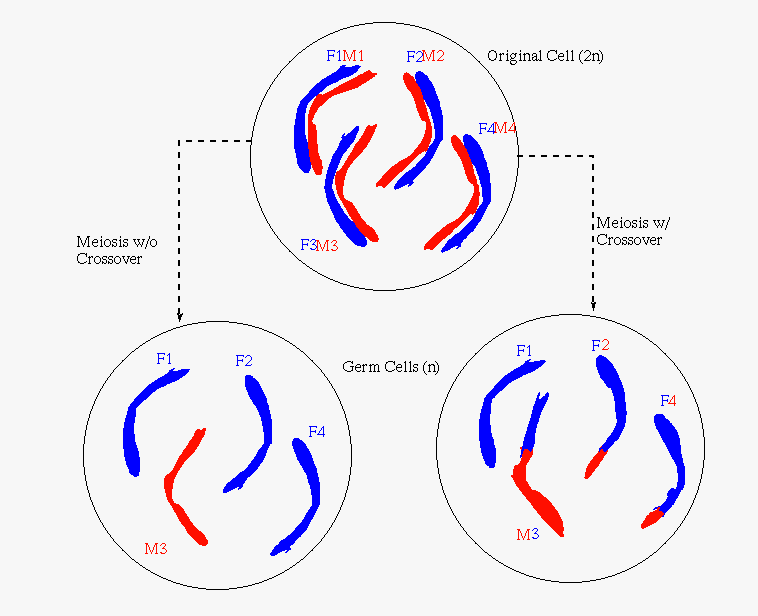 F1M1
F2M2
Original Cell (2n)
F4M4
Meiosis w/o
Crossover
Meiosis w/
Crossover
F3M3
Germ Cells (n)
F1
F2
F4
M3
F1
F2
F4
M3